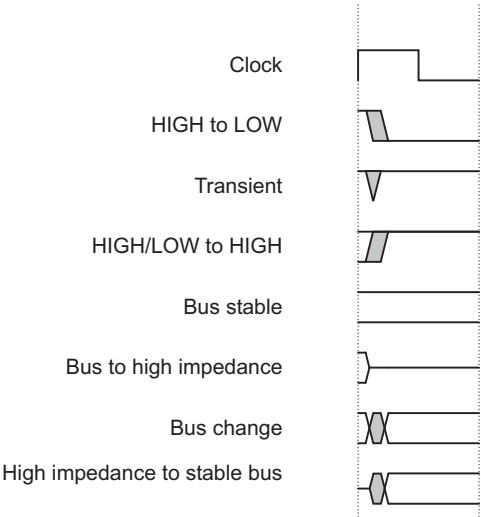 Clock
HIGH to LOW
Transient
HIGH/LOW to HIGH
Bus stable
Bus to high impedance
Bus change
High impedance to stable bus